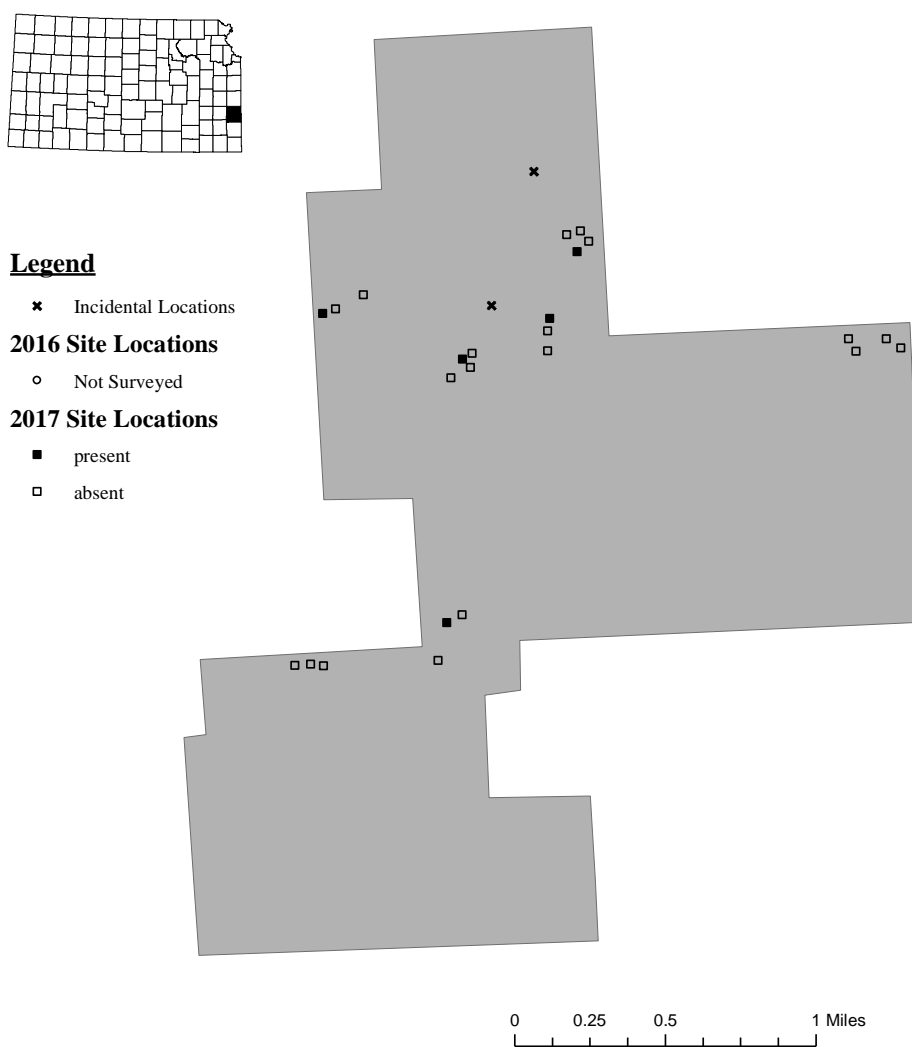 Legend
Incidental Locations
2016 Site Locations
Not Surveyed
2017 Site Locations
present
absent
0 0.25 0.5 1 Miles